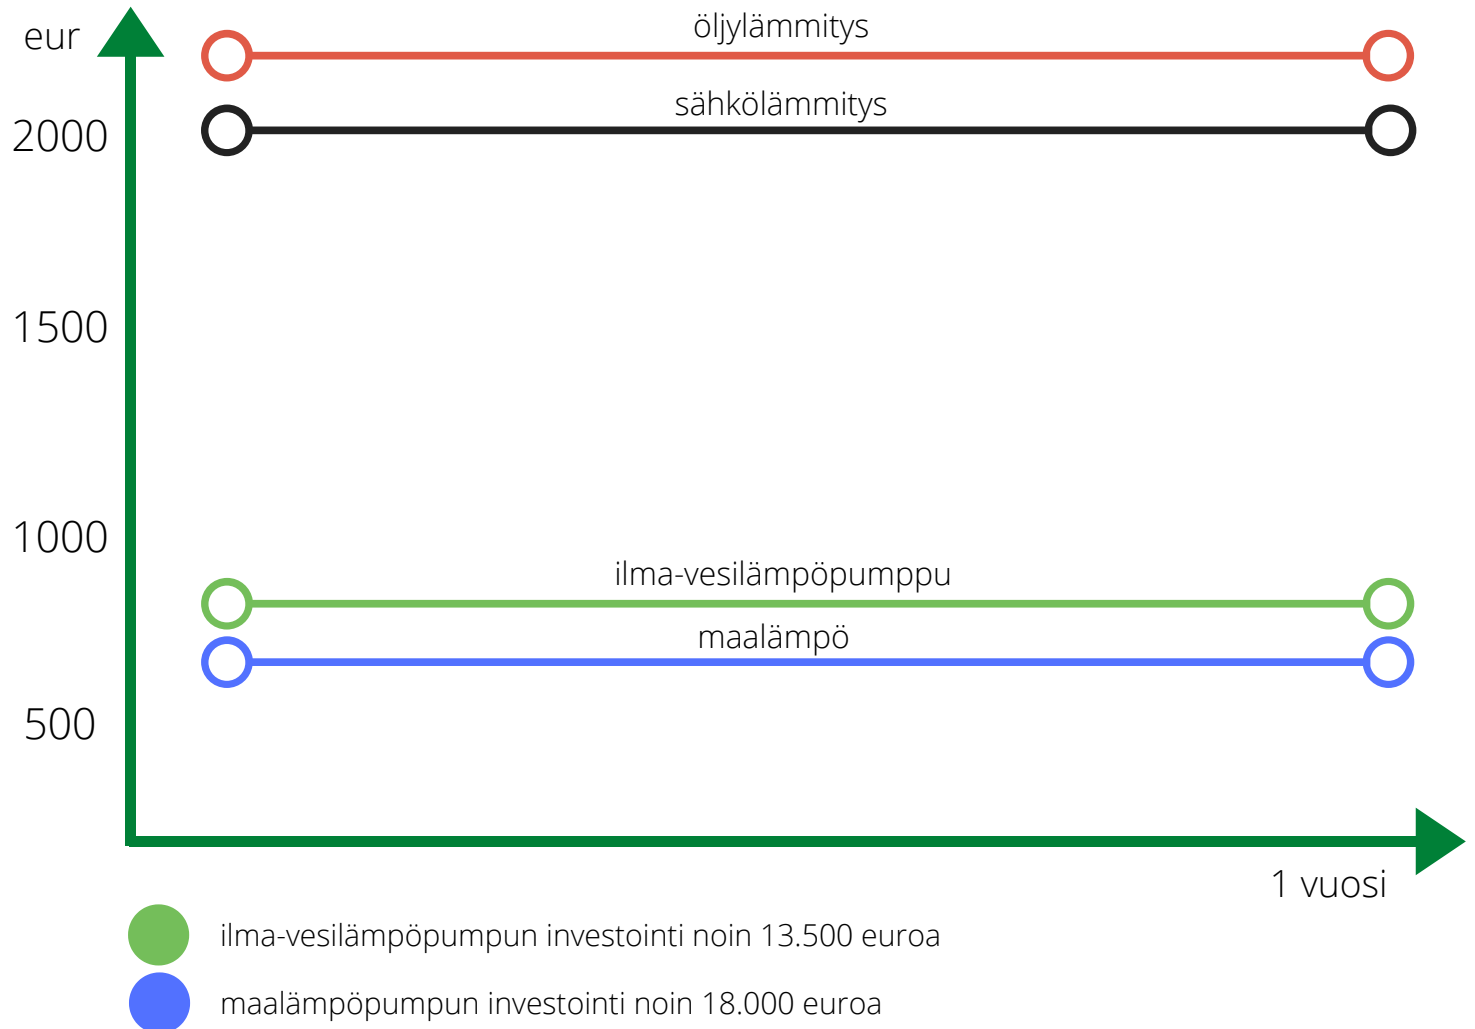 eur
öljylämmitys
sähkölämmitys
2000
1500
1000
ilma-vesilämpöpumppu
maalämpö
500
1 vuosi
ilma-vesilämpöpumpun investointi noin 13.500 euroa
maalämpöpumpun investointi noin 18.000 euroa